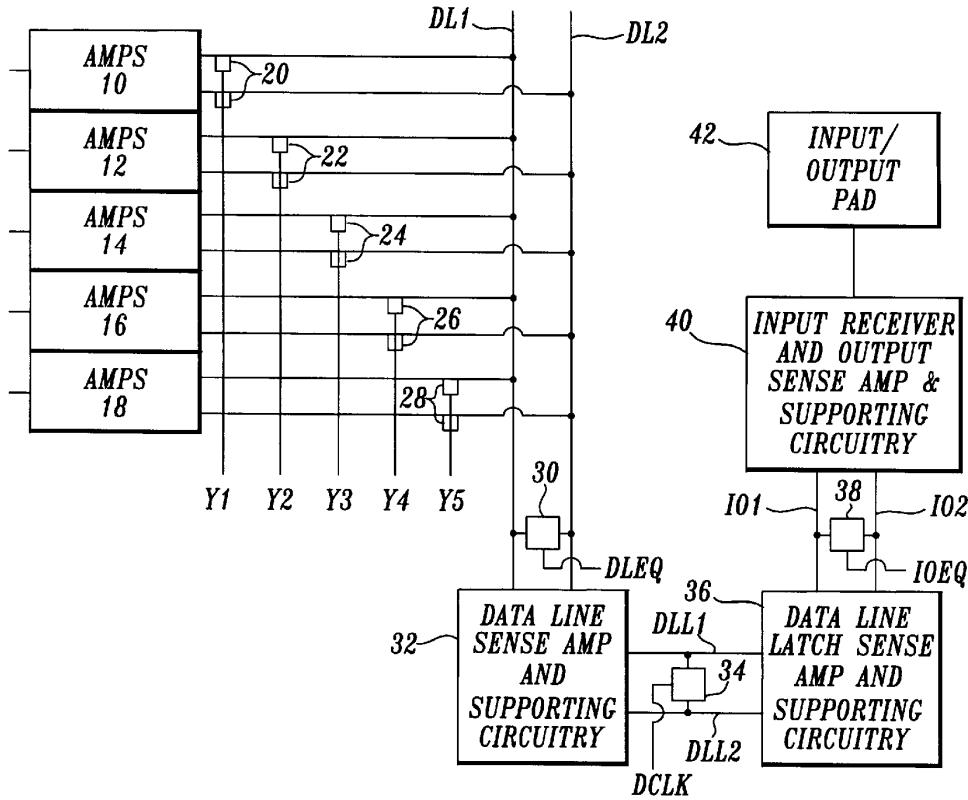 DL1
DL2
AMPS
10
20
AMPS
12
22
AMPS
14
24
AMPS
16
26
AMPS
18
28
Y1 Y2 Y3 Y4 Y5
30
DLEQ
32
DATA LINE
SENSE AMP
AND
SUPPORTING
CIRCUITRY
DLL1
34
DLL2
DCLK
42
INPUT/
OUTPUT
PAD
40
INPUT RECEIVER
AND OUTPUT
SENSE AMP &
SUPPORTING
CIRCUITRY
IO1
38
IO2
IOEQ
36
DATA LINE
LATCH SENSE
AMP AND
SUPPORTING
CIRCUITRY